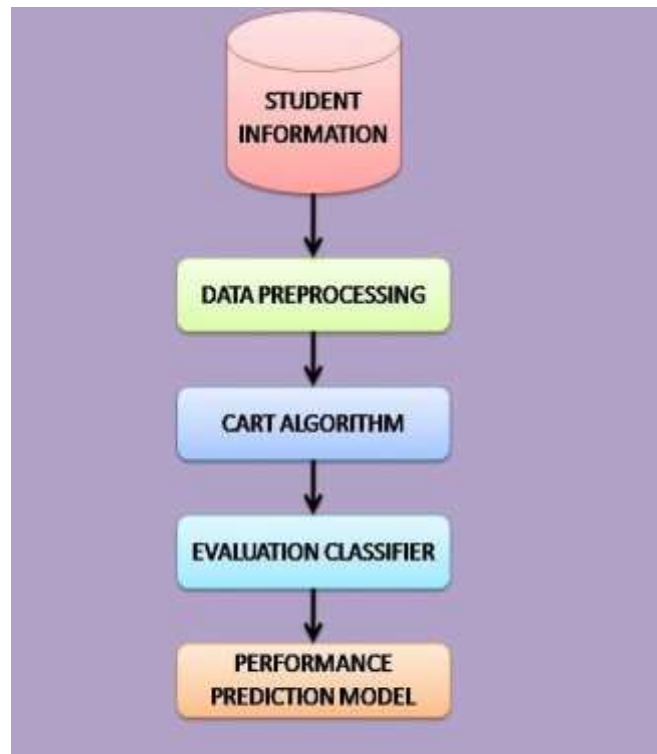 STUDENT
INFORMATION
DATA PREPROCESSING
CART ALGORITHM
EVALUATION CLASSIFIER
PERFORMANCE
PREDICTION MODEL